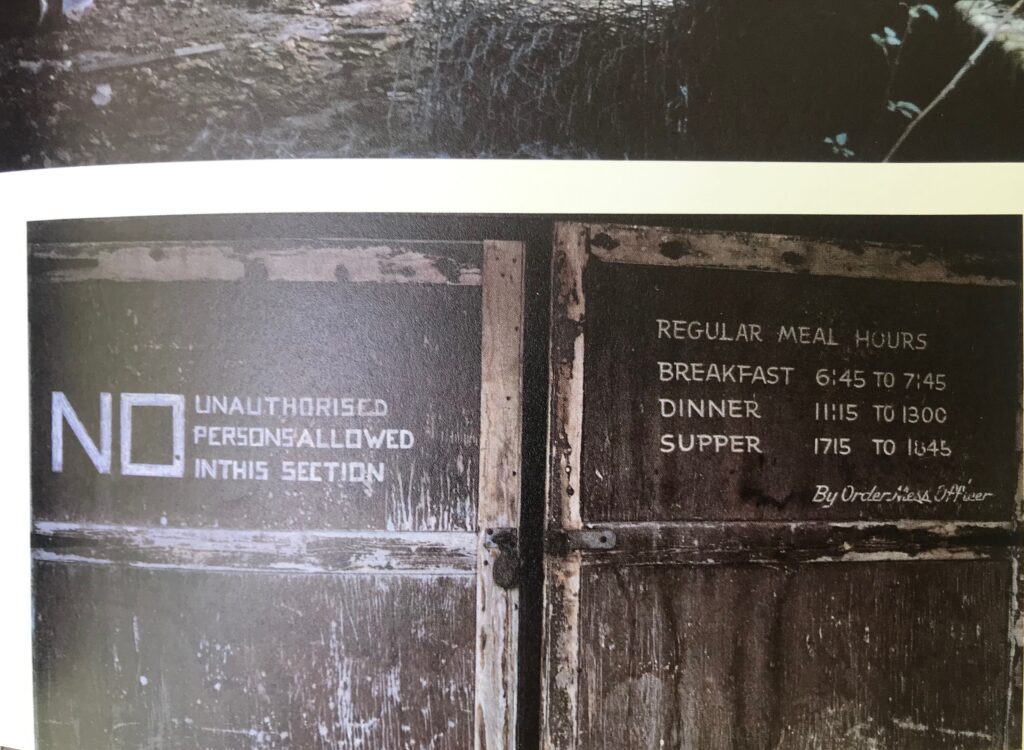 NO UNAUTHORISED
PERSONSALLOWED
INTHIS SECTION
REGULAR MEAL HOURS
BREAKFAST 6:45 TO 7:45
DINNER 11:15 TO 1300
SUPPER 1715 TO 1845
By Order Mess Officer